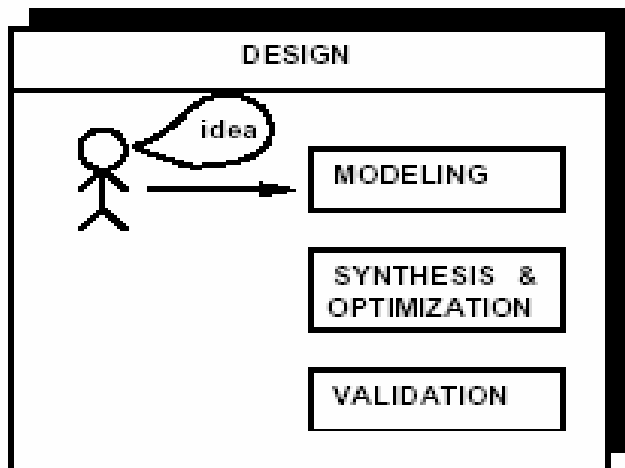 DESIGN
idea
MODELING
SYNTHESIS &
OPTIMIZATION
VALIDATION